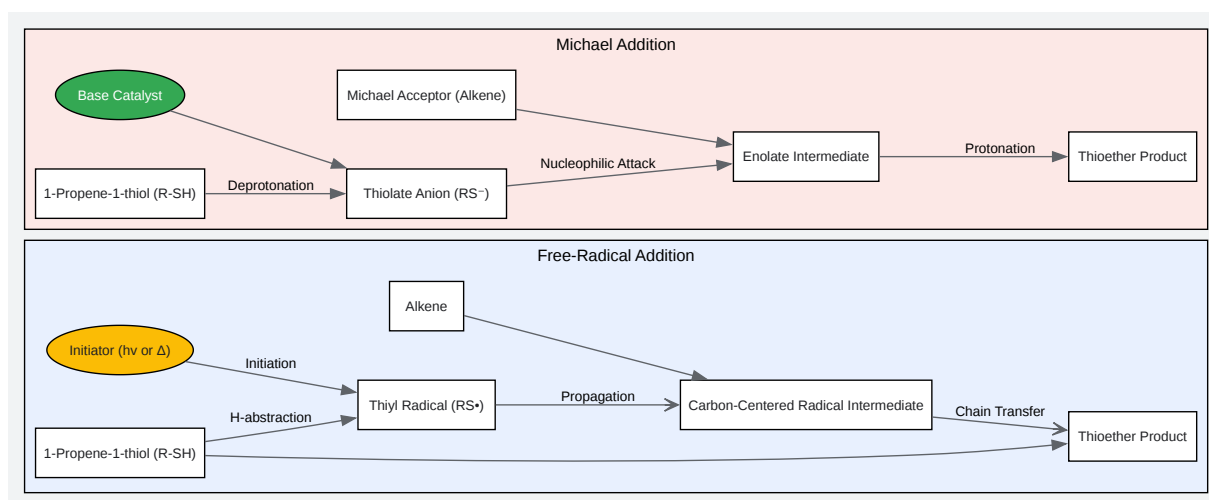 Michael Addition
Base Catalyst
Michael Acceptor (Alkene)
1-Propene-1-thiol (R-SH)
Deprotonation
Thiolate Anion (RS⁻)
Nucleophilic Attack
Enolate Intermediate
Protonation
Thioether Product
Free-Radical Addition
Alkene
Initiator (hv or Δ)
Initiation
1-Propene-1-thiol (R-SH)
H-abstraction
Thiyl Radical (RS•)
Propagation
Carbon-Centered Radical Intermediate
Chain Transfer
Thioether Product